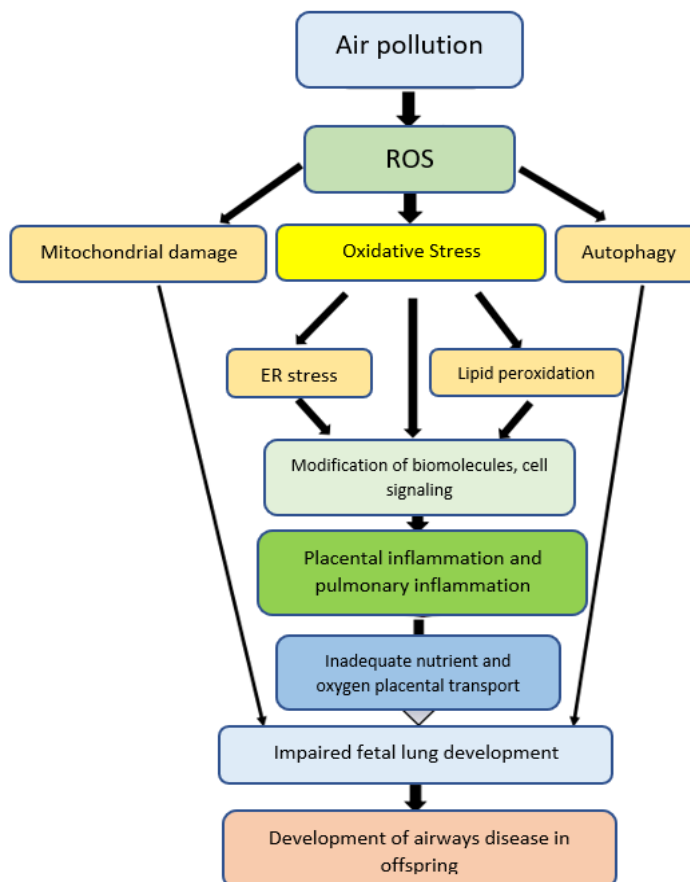 Air pollution
ROS
Mitochondrial damage
Oxidative Stress
Autophagy
ER stress
Lipid peroxidation
Modification of biomolecules, cell
signaling
Placental inflammation and
pulmonary inflammation
Inadequate nutrient and
oxygen placental transport
Impaired fetal lung development
Development of airways disease in
offspring